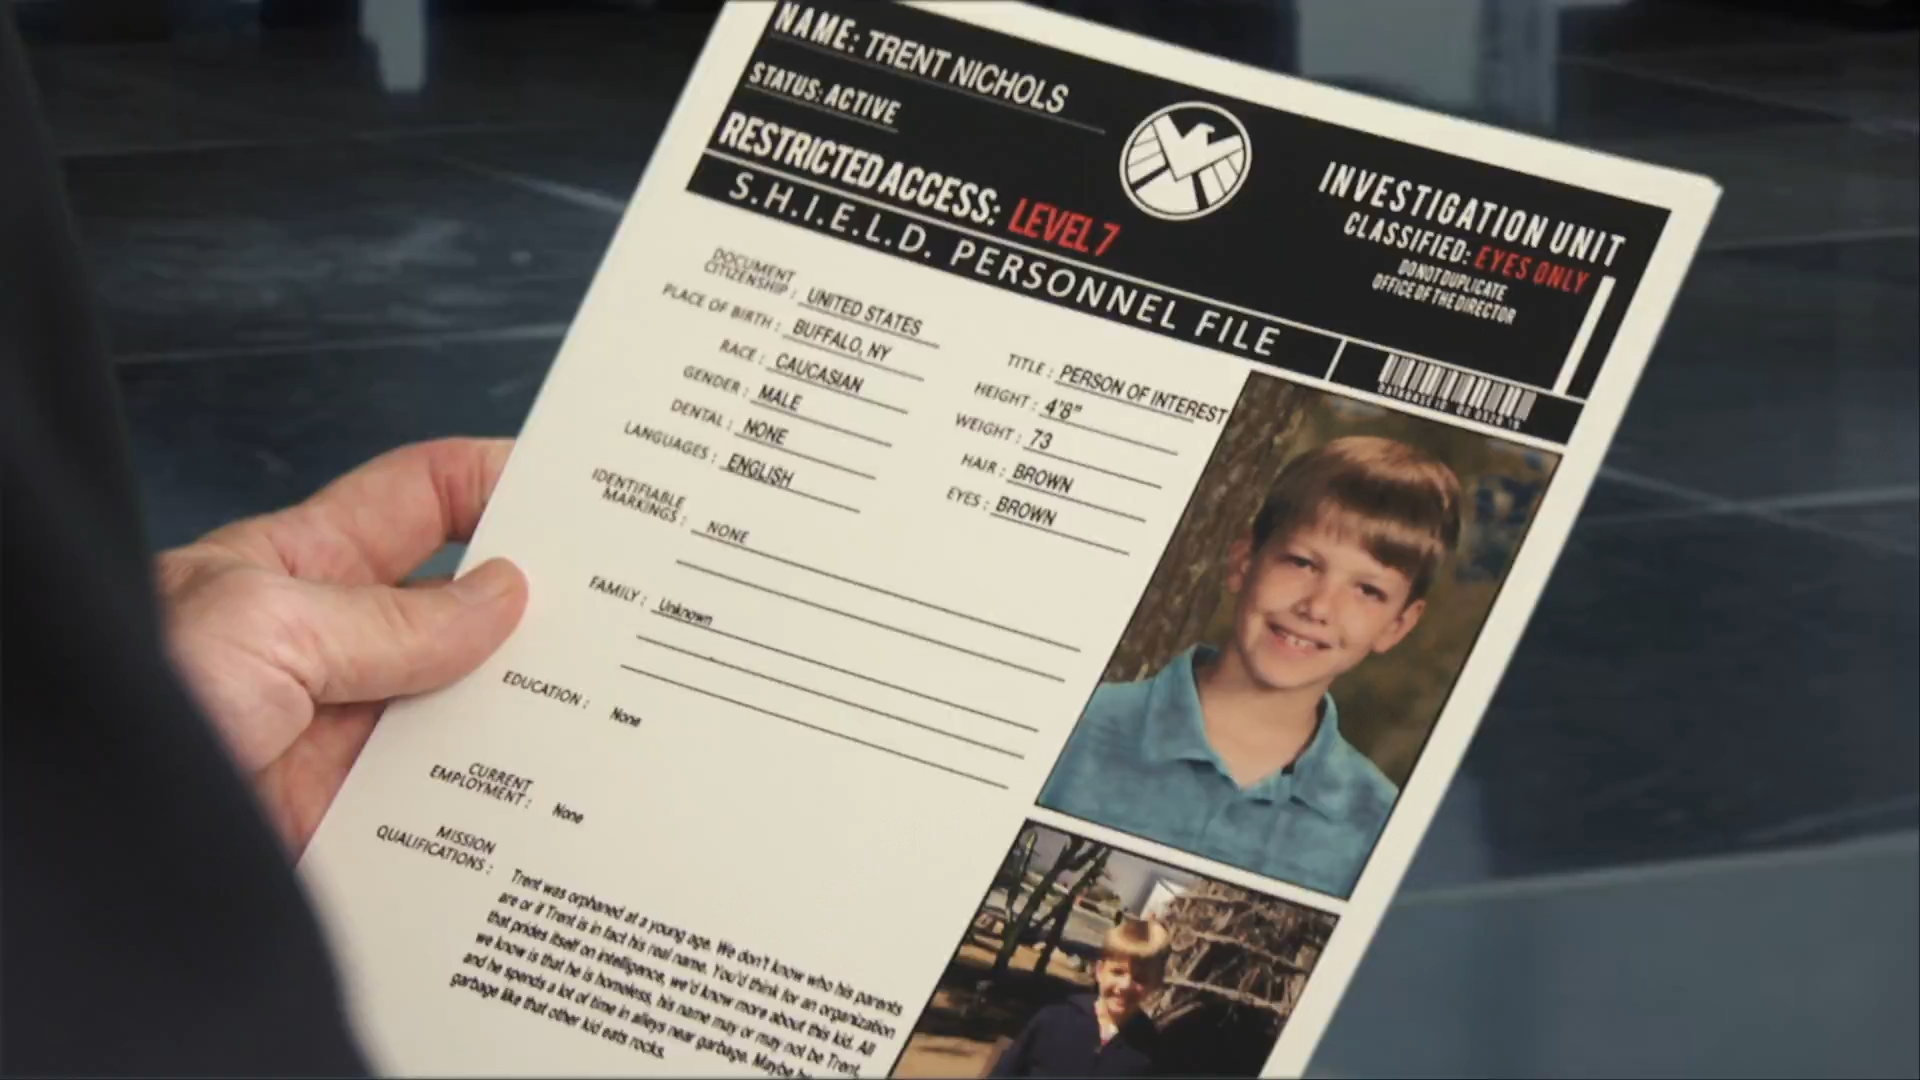 NAME: TRENT NICHOLS
STATUS: ACTIVE
RESTRICTED ACCESS: LEVEL 7
S.H.I.E.L.D. PERSONNEL FILE
INVESTIGATION UNIT
CLASSIFIED: EYES ONLY
DO NOT DUPLICATE
OFFICE OF THE DIRECTOR
DOCUMENT
CITIZENSHIP: UNITED STATES
PLACE OF BIRTH: BUFFALO, NY
RACE: CAUCASIAN
GENDER: MALE
DENTAL: NONE
LANGUAGES: ENGLISH
TITLE: PERSON OF INTEREST
HEIGHT: 4'8"
WEIGHT: 73
HAIR: BROWN
EYES: BROWN
IDENTIFIABLE
MARKINGS: NONE
FAMILY: Unknown
EDUCATION: None
CURRENT
EMPLOYMENT: None
MISSION
QUALIFICATIONS:
Trent was orphaned at a young age. We don't know who his parents
are or if Trent is in fact his real name. You'd think for an organization
that prides itself on intelligence, we'd know more about this kid. All
we know is that he is homeless, his name may or may not be Trent,
and he spends a lot of time in alleys near garbage. Maybe
garbage like that other kid eats rocks.